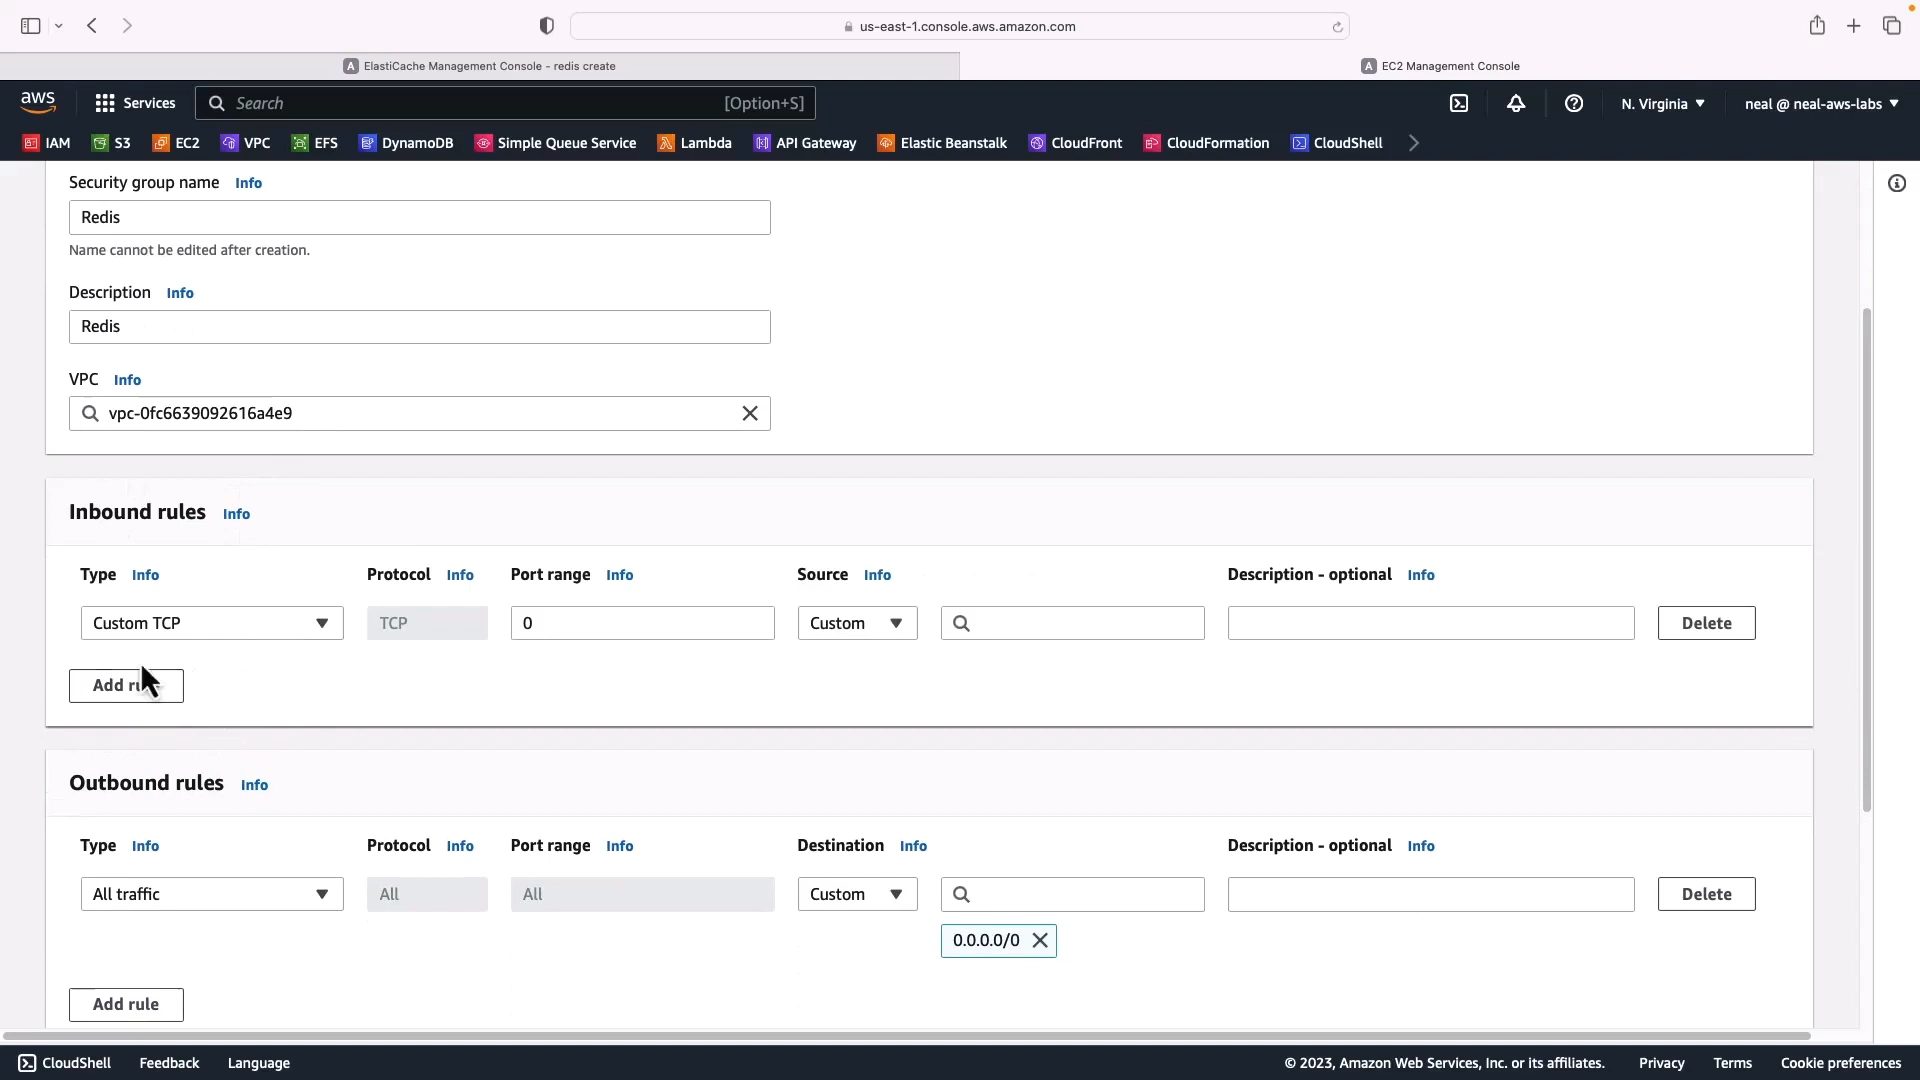 us-east-1.console.aws.amazon.com
A ElastiCache Management Console - redis create
A EC2 Management Console
aws Services Search [Option+S] N. Virginia ▼ neal @ neal-aws-labs ▼
IAM S3 EC2 VPC EFS DynamoDB Simple Queue Service Lambda API Gateway Elastic Beanstalk CloudFront CloudFormation CloudShell
Security group name Info
Redis
Name cannot be edited after creation.
Description Info
Redis
VPC Info
vpc-0fc6639092616a4e9
Inbound rules Info
Type Info Protocol Info Port range Info Source Info Description - optional Info
Custom TCP TCP 0 Custom Delete
Add
Outbound rules Info
Type Info Protocol Info Port range Info Destination Info Description - optional Info
All traffic All All Custom Delete
0.0.0.0/0
Add rule
CloudShell Feedback Language © 2023, Amazon Web Services, Inc. or its affiliates. Privacy Terms Cookie preferences